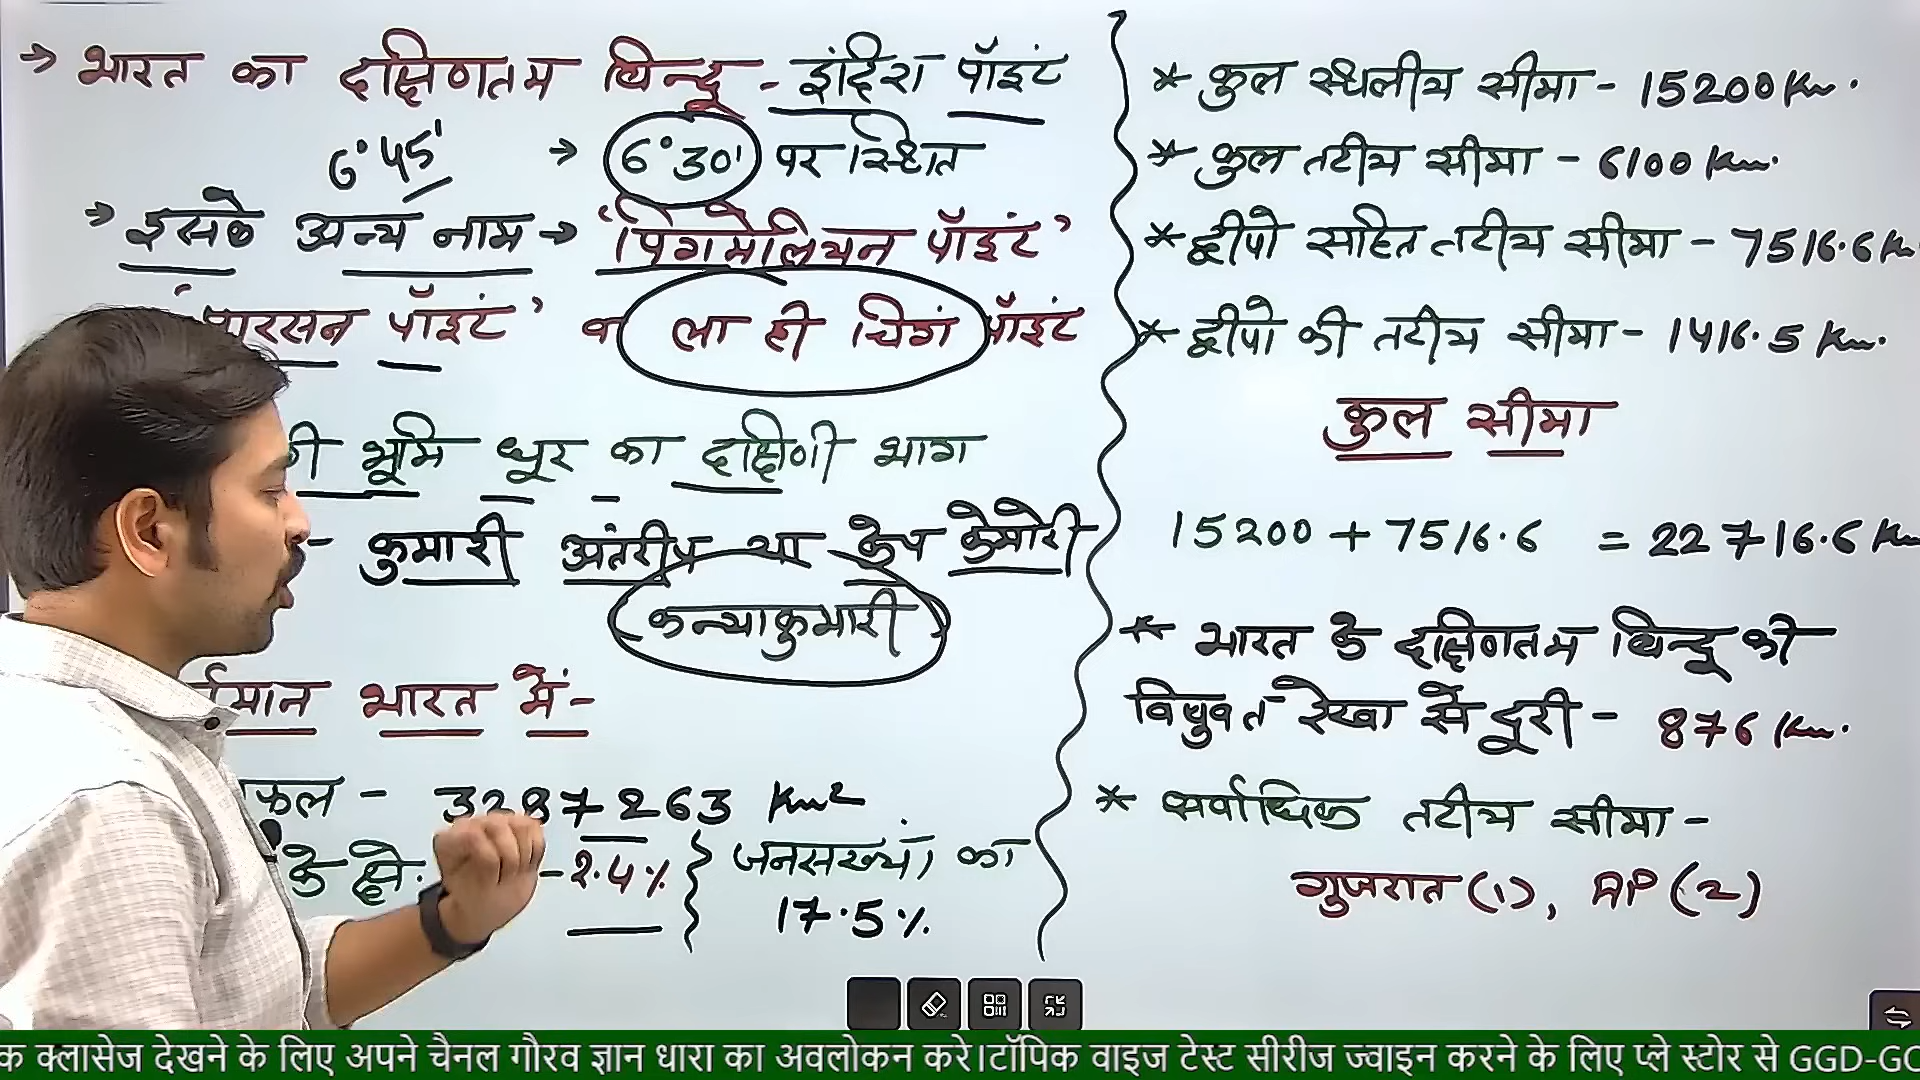 → भारत का दक्षिणतम बिन्दू - इंदिरा पॉइंट
6°45' → 6°30' पर स्थित
→ इसके अन्य नाम → 'पिगमेलियन पॉइंट'
'पारसन पॉइंट' व ला ही चिंग पॉइंट
की भूमि धूर का दक्षिणी भाग
- कुमारी अंतरीप या केप केमोरी
कन्याकुमारी
भारत में-
- 3287263 Km²
के क्षे. -2.4% } जनसंख्या का
17.5%
* कुल स्थलीय सीमा - 15200 Km.
* कुल तटीय सीमा - 6100 Km.
* द्वीपो सहित तटीय सीमा - 7516.6 K
* द्वीपो की तटीय सीमा - 1416.5 Km.
कुल सीमा
15200 + 7516.6 = 22716.6 K
* भारत के दक्षिणतम बिन्दू की
विषुवत रेखा से दूरी - 876 Km.
* सर्वाधिक तटीय सीमा -
गुजरात (1), AP (2)
क क्लासेज देखने के लिए अपने चैनल गौरव ज्ञान धारा का अवलोकन करे।टॉपिक वाइज टेस्ट सीरीज ज्वाइन करने के लिए प्ले स्टोर से GGD-GC